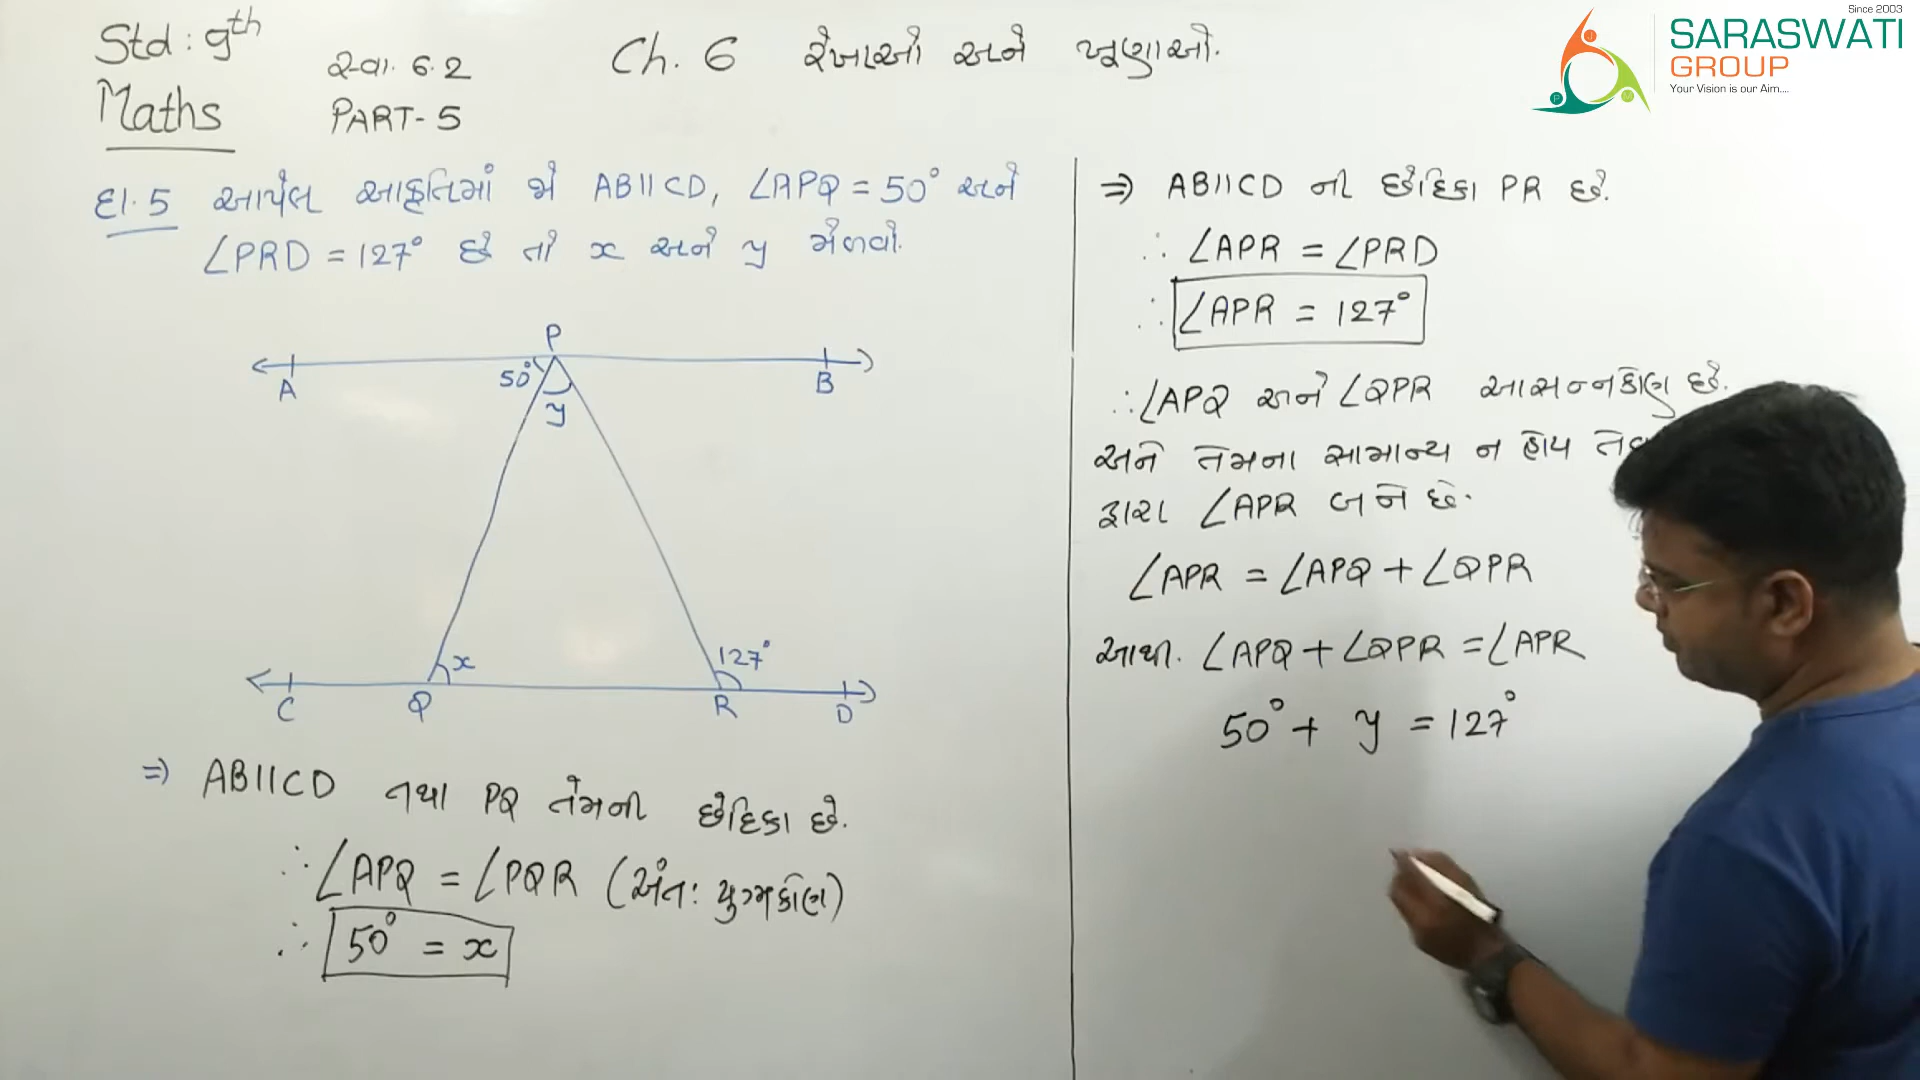 Std : 9th
Maths
સ્વા. 6.2
PART-5
Ch. 6 રેખાઓ અને ખૂણાઓ.
Since 2003
SARASWATI
GROUP
Your Vision is our Aim....
દા.5 આપેલ આકૃતિમાં જો AB||CD, ∠APQ = 50° અને
∠PRD = 127° છે તો x અને y મેળવો.
P
50°
y
A
B
x
127°
C
Q
R
D
⇒ AB||CD તથા PQ તેમની છેદિકા છે.
∴ ∠APQ = ∠PQR (અંતઃ યુગ્મકોણ)
∴ 50° = x
⇒ AB||CD ની છેદિકા PR છે.
∴ ∠APR = ∠PRD
∴ ∠APR = 127°
∴ ∠APQ અને ∠QPR આસન્નકોણ છે.
અને તેમના સામાન્ય ન હોય
દ્વારા ∠APR બને છે.
∠APR = ∠APQ + ∠QPR
આથી. ∠APQ + ∠QPR = ∠APR
50° + y = 127°